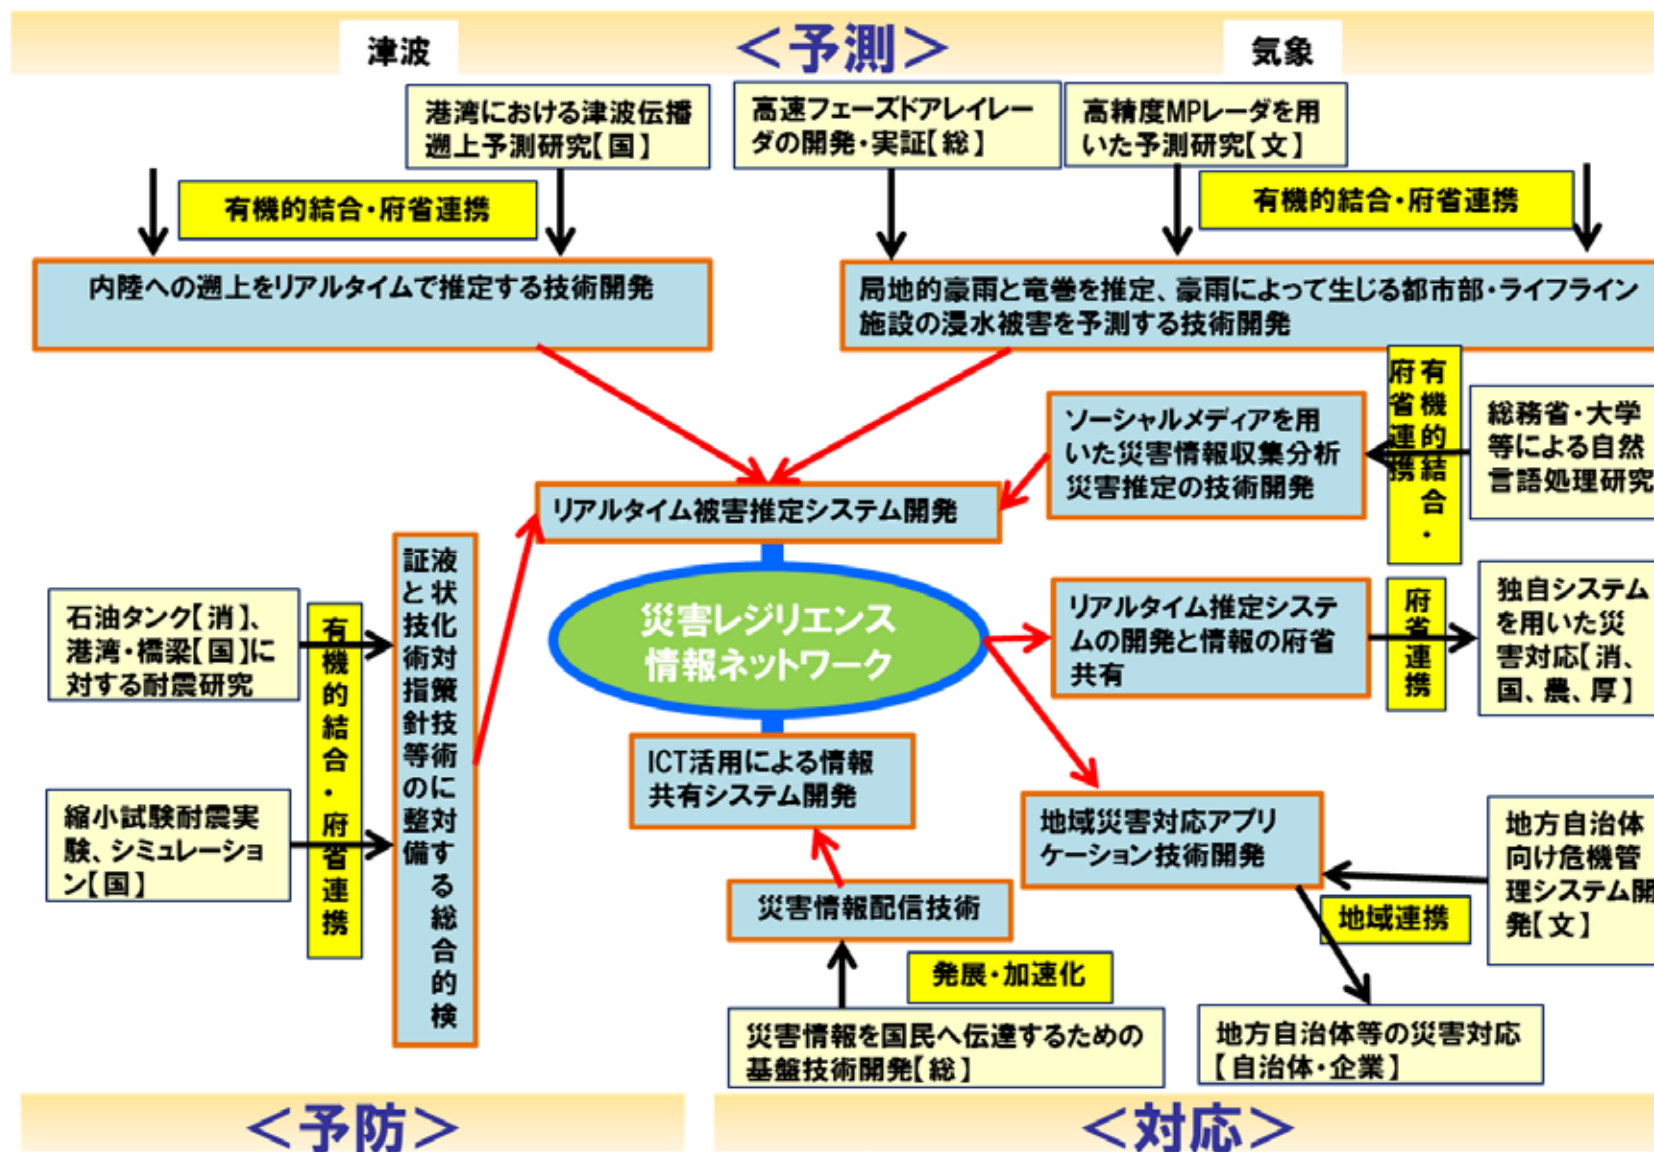 ＜予測＞
津波
気象
港湾における津波伝播
遡上予測研究【国】
高速フェーズドアレイレー
ダの開発・実証【総】
高精度MPレーダを用
いた予測研究【文】
有機的結合・府省連携
有機的結合・府省連携
内陸への遡上をリアルタイムで推定する技術開発
局地的豪雨と竜巻を推定、豪雨によって生じる都市部・ライフライン
施設の浸水被害を予測する技術開発
ソーシャルメディアを用
いた災害情報収集分析
災害推定の技術開発
有機的結合・
府省連携
総務省・大学
等による自然
言語処理研究
リアルタイム被害推定システム開発
災害レジリエンス
情報ネットワーク
リアルタイム推定システ
ムの開発と情報の府省
共有
府省連携
独自システム
を用いた災
害対応【消、
国、農、厚】
石油タンク【消】、
港湾・橋梁【国】に
対する耐震研究
有機的結合・府省連携
液状化対策技術に対する総合的検
証と技術指針等の整備
縮小試験耐震実
験、シミュレーショ
ン【国】
ICT活用による情報
共有システム開発
災害情報配信技術
発展・加速化
災害情報を国民へ伝達するための
基盤技術開発【総】
地域災害対応アプリ
ケーション技術開発
地域連携
地方自治体
向け危機管
理システム開
発【文】
地方自治体等の災害対応
【自治体・企業】
＜予防＞
＜対応＞